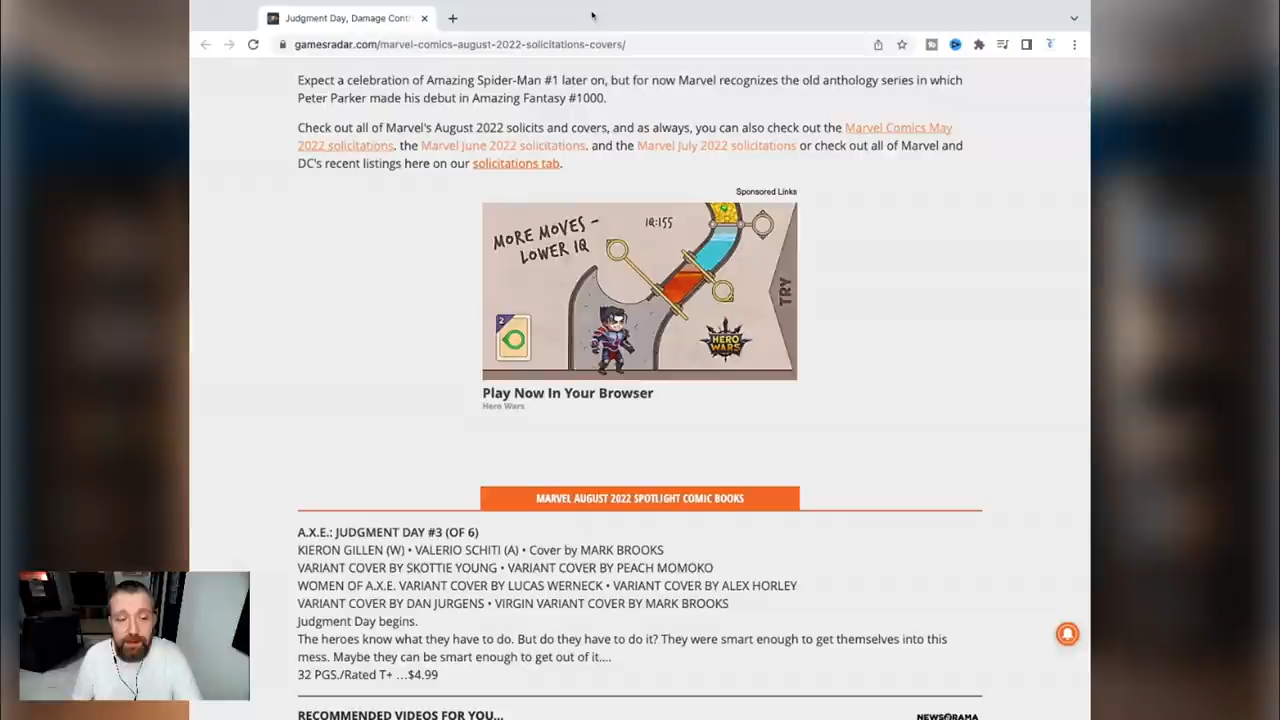 Judgment Day, Damage Contr
gamesradar.com/marvel-comics-august-2022-solicitations-covers/
Expect a celebration of Amazing Spider-Man #1 later on, but for now Marvel recognizes the old anthology series in which
Peter Parker made his debut in Amazing Fantasy #1000.
Check out all of Marvel's August 2022 solicits and covers, and as always, you can also check out the Marvel Comics May
2022 solicitations, the Marvel June 2022 solicitations, and the Marvel July 2022 solicitations or check out all of Marvel and
DC's recent listings here on our solicitations tab.
Sponsored Links
MORE MOVES -
LOWER IQ
IQ:155
TRY
2
HERO
WARS
Play Now In Your Browser
Hero Wars
MARVEL AUGUST 2022 SPOTLIGHT COMIC BOOKS
A.X.E.: JUDGMENT DAY #3 (OF 6)
KIERON GILLEN (W) • VALERIO SCHITI (A) • Cover by MARK BROOKS
VARIANT COVER BY SKOTTIE YOUNG • VARIANT COVER BY PEACH MOMOKO
WOMEN OF A.X.E. VARIANT COVER BY LUCAS WERNECK • VARIANT COVER BY ALEX HORLEY
VARIANT COVER BY DAN JURGENS • VIRGIN VARIANT COVER BY MARK BROOKS
Judgment Day begins.
The heroes know what they have to do. But do they have to do it? They were smart enough to get themselves into this
mess. Maybe they can be smart enough to get out of it....
32 PGS./Rated T+ …$4.99
RECOMMENDED VIDEOS FOR YOU...
NEWSARAMA